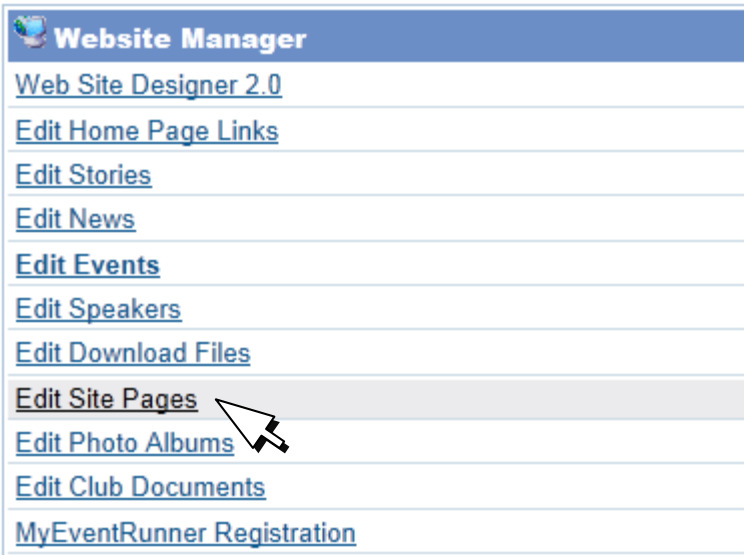 Website Manager
Web Site Designer 2.0
Edit Home Page Links
Edit Stories
Edit News
Edit Events
Edit Speakers
Edit Download Files
Edit Site Pages
Edit Photo Albums
Edit Club Documents
MyEventRunner Registration